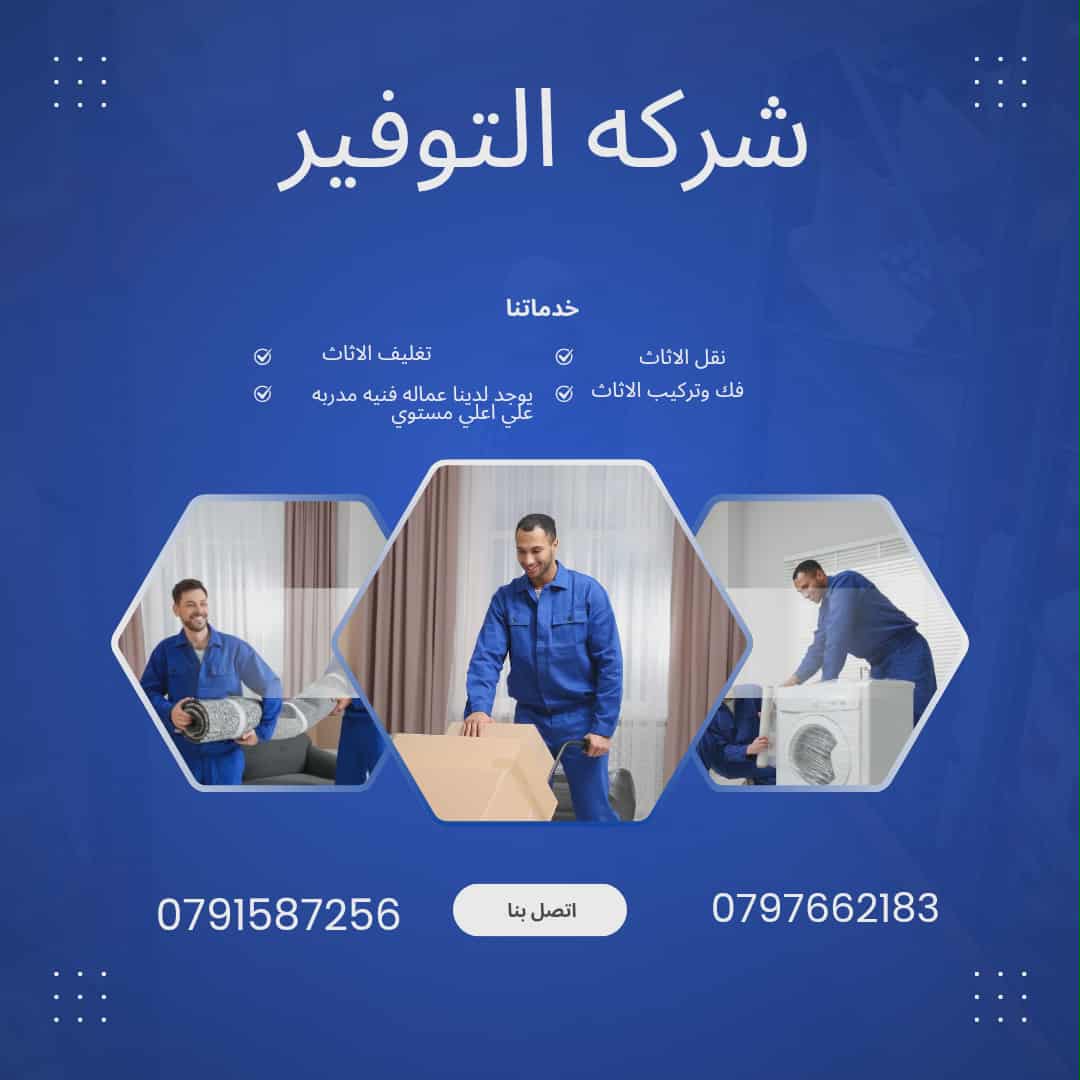 شركه التوفير
خدماتنا
نقل الاثاث
تغليف الاثاث
فك وتركيب الاثاث
يوجد لدينا عماله فنيه مدربه
علي اعلي مستوي
0797662183
اتصل بنا
0791587256